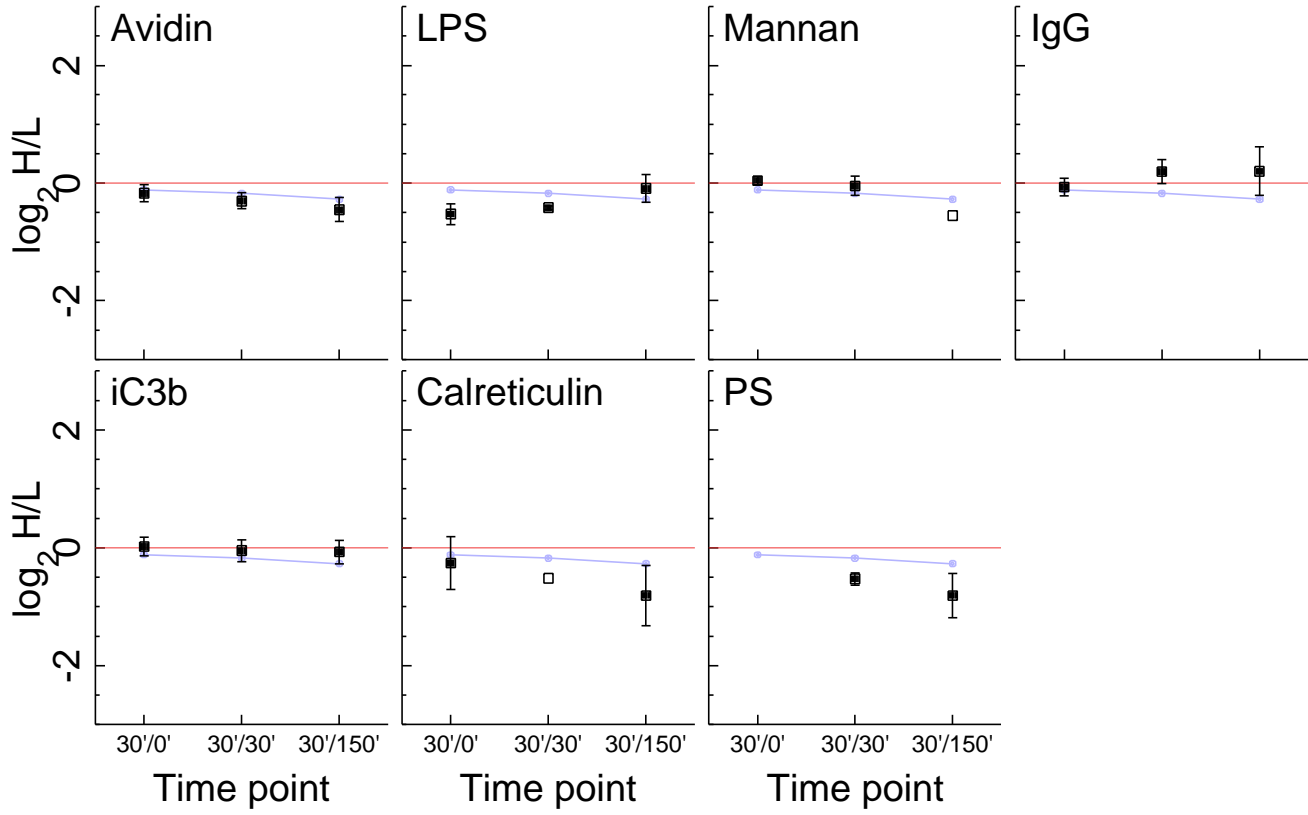 Avidin LPS Mannan IgG
2
0
-2
log2 H/L
iC3b Calreticulin PS
2
0
-2
log2 H/L
30'/0' 30'/30' 30'/150' 30'/0' 30'/30' 30'/150' 30'/0' 30'/30' 30'/150'
Time point Time point Time point